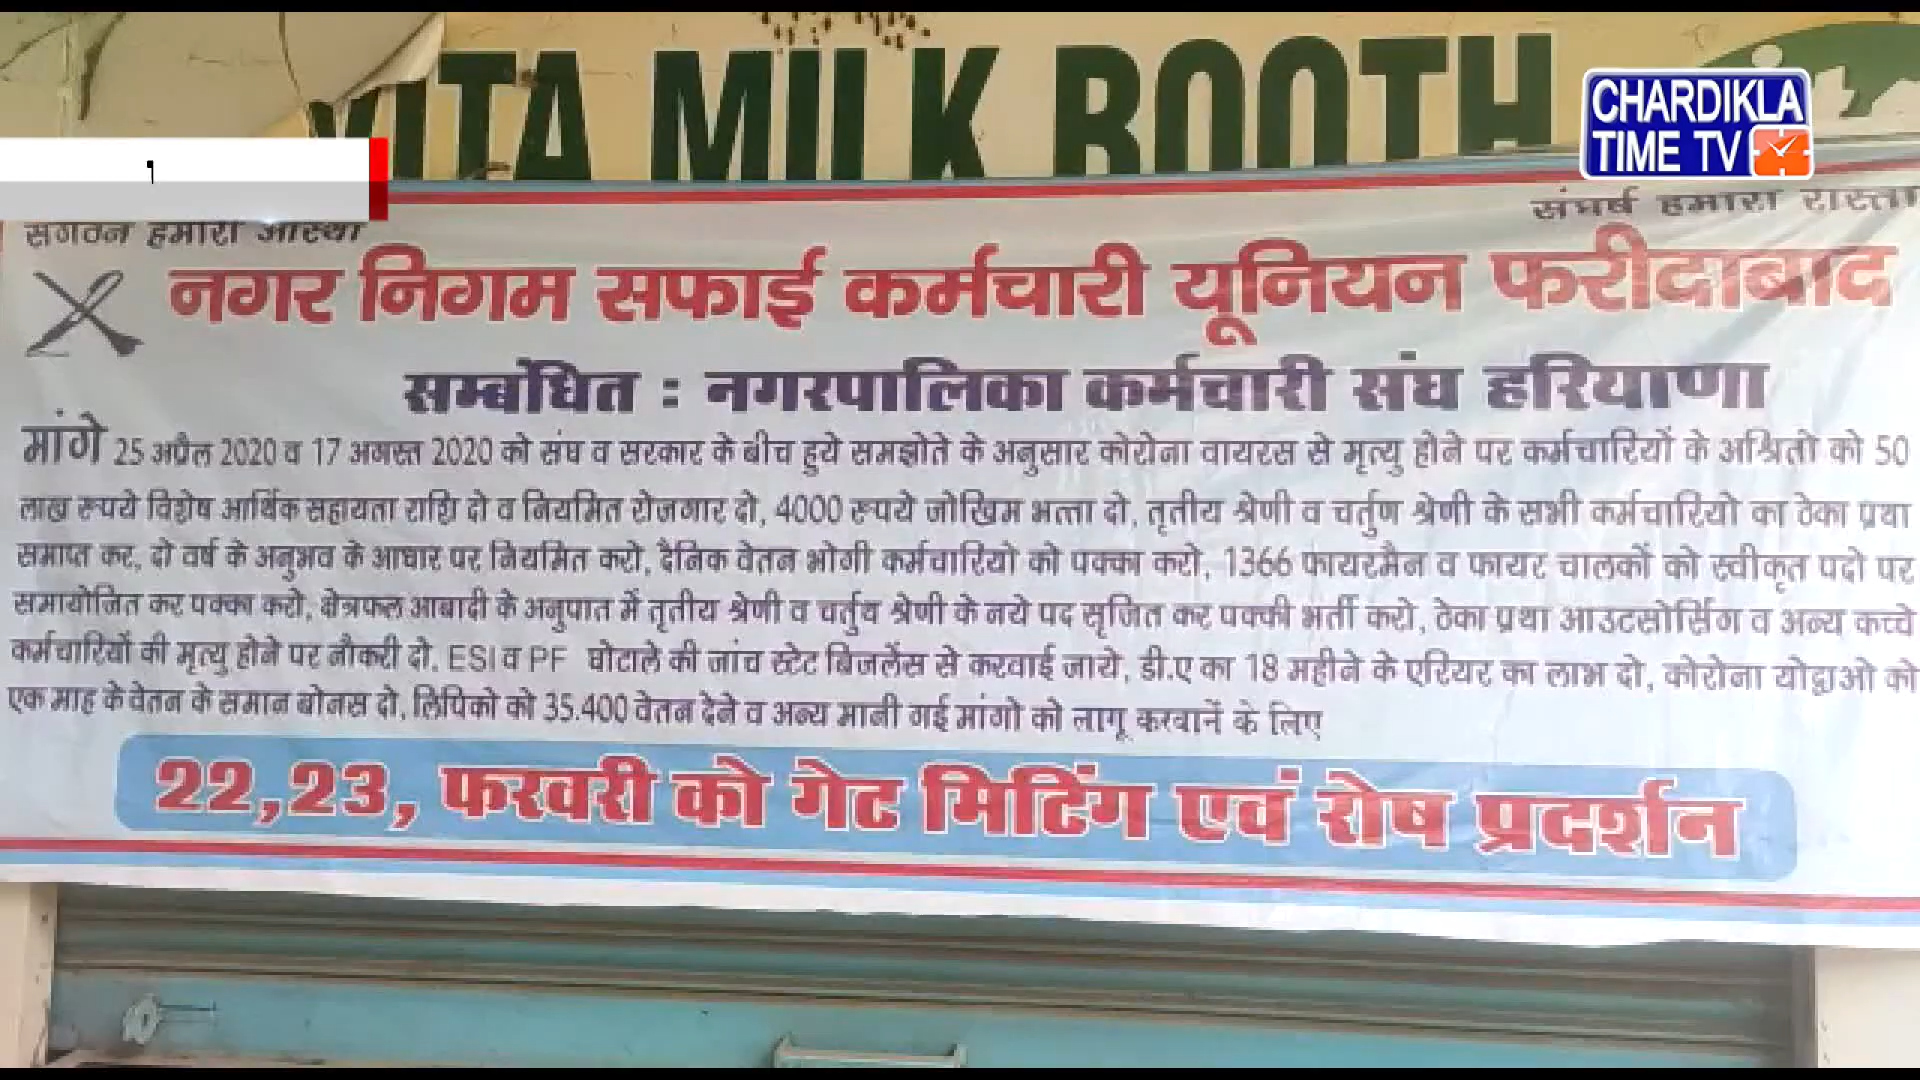 VITA MILK BOOTH
CHARDIKLA
TIME TV
संगठन हमारा आस्था
संघर्ष हमारा रास्ता
नगर निगम सफाई कर्मचारी यूनियन फरीदाबाद
सम्बंधित : नगरपालिका कर्मचारी संघ हरियाणा
मांगे 25 अप्रैल 2020 व 17 अगस्त 2020 को संघ व सरकार के बीच हुये समझोते के अनुसार कोरोना वायरस से मृत्यु होने पर कर्मचारियों के अश्रितो को 50
लाख रूपये विशेष आर्थिक सहायता राशि दो व नियमित रोजगार दो, 4000 रूपये जोखिम भत्ता दो, तृतीय श्रेणी व चर्तुण श्रेणी के सभी कर्मचारियो का ठेका प्रथा
समाप्त कर, दो वर्ष के अनुभव के आधार पर नियमित करो, दैनिक वेतन भोगी कर्मचारियो को पक्का करो, 1366 फायरमैन व फायर चालकों को स्वीकृत पदो पर
समायोजित कर पक्का करो, क्षेत्रफल आबादी के अनुपात में तृतीय श्रेणी व चर्तुथ श्रेणी के नये पद सृजित कर पक्की भर्ती करो, ठेका प्रथा आउटसोर्सिग व अन्य कच्चे
कर्मचारियों की मृत्यु होने पर नौकरी दो, ESI व PF घोटाले की जांच स्टेट विजलेंस से करवाई जाये, डी.ए का 18 महीने के एरियर का लाभ दो, कोरोना योद्वाओ को
एक माह के वेतन के समान बोनस दो, लिपिको को 35.400 वेतन देने व अन्य मानी गई मांगो को लागू करवानें के लिए
22,23, फरवरी को गेट मिटिंग एवं रोष प्रदर्शन